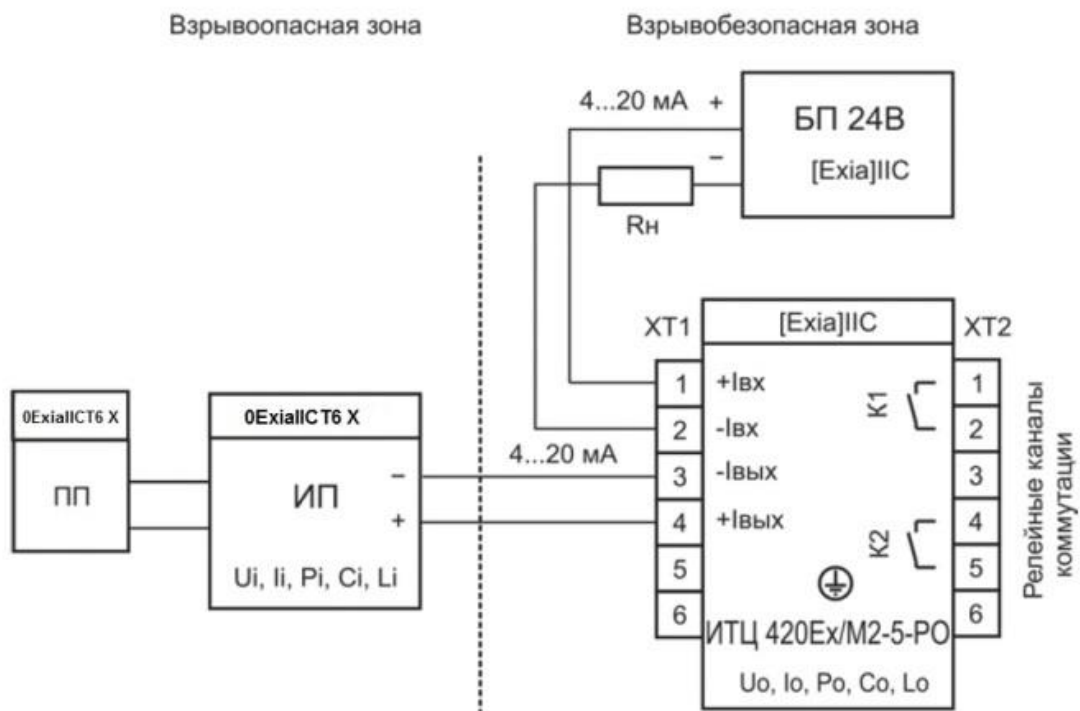 Взрывоопасная зона
Взрывобезопасная зона
4...20 мА
+
−
БП 24В
[Exia]IIC
Rн
XT1
[Exia]IIC
XT2
1
+Iвх
K1
1
2
-Iвх
2
4...20 мА
3
-Iвых
3
4
+Iвых
4
5
K2
5
6
6
ИТЦ 420Ex/М2-5-РО
Uo, Io, Po, Co, Lo
Релейные каналы
коммутации
0ExiaIICT6 X
ПП
0ExiaIICT6 X
ИП
−
+
Ui, Ii, Pi, Ci, Li